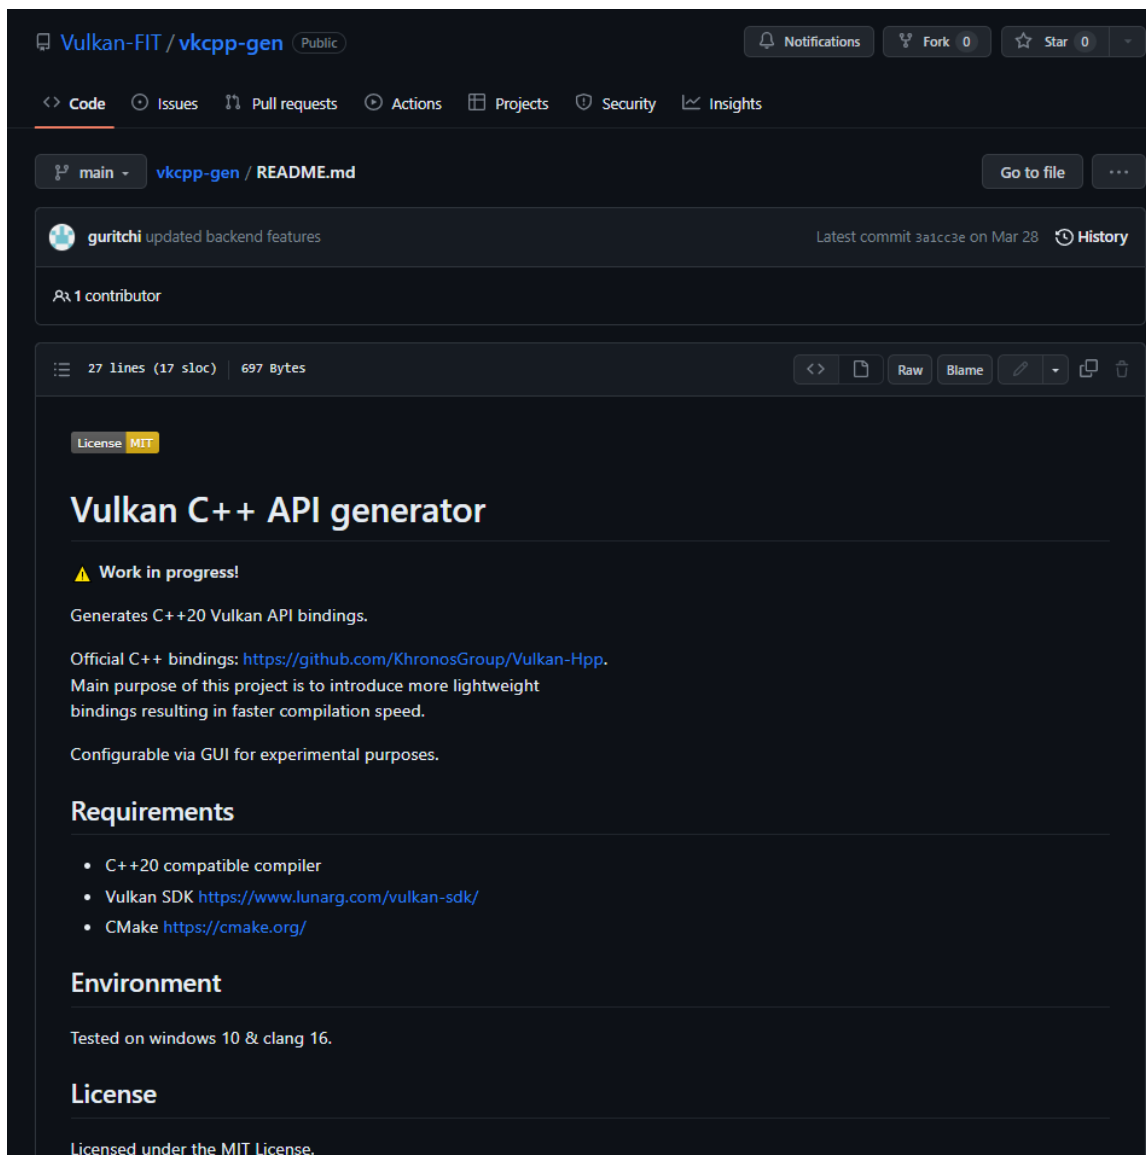 Vulkan-FIT / vkcpp-gen Public Notifications Fork 0 Star 0
<> Code Issues Pull requests Actions Projects Security Insights
main vkcpp-gen / README.md Go to file ...
guritchi updated backend features Latest commit 3a1cc3e on Mar 28 History
1 contributor
27 lines (17 sloc) 697 Bytes <> Raw Blame
License MIT
Vulkan C++ API generator
Work in progress!
Generates C++20 Vulkan API bindings.
Official C++ bindings: https://github.com/KhronosGroup/Vulkan-Hpp.
Main purpose of this project is to introduce more lightweight
bindings resulting in faster compilation speed.
Configurable via GUI for experimental purposes.
Requirements
• C++20 compatible compiler
• Vulkan SDK https://www.lunarg.com/vulkan-sdk/
• CMake https://cmake.org/
Environment
Tested on windows 10 & clang 16.
License
Licensed under the MIT License.